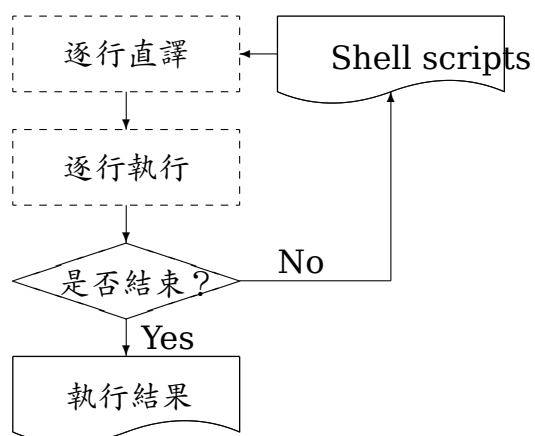 逐行直譯
Shell scripts
逐行執行
是否結束？
No
Yes
執行結果